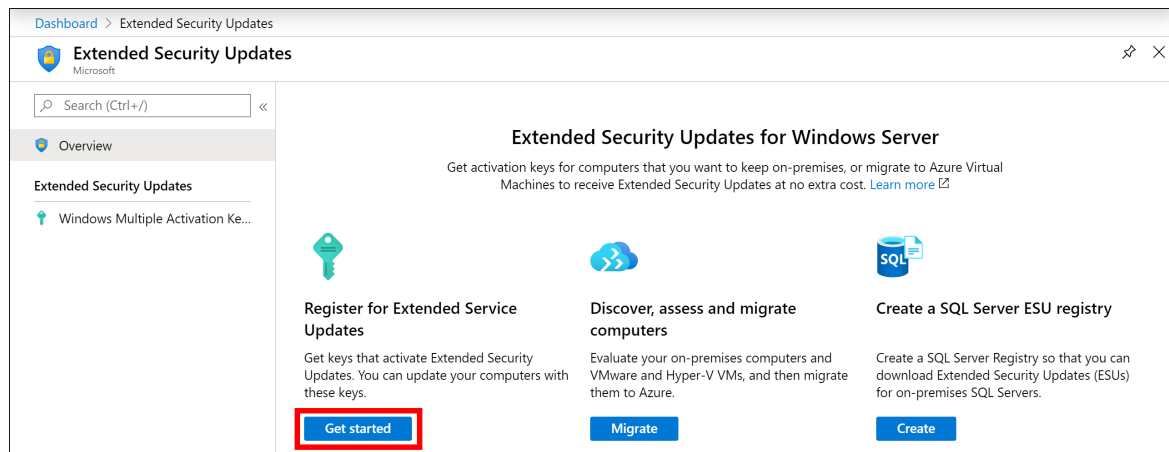 Dashboard > Extended Security Updates
Extended Security Updates
Microsoft
Search (Ctrl+/)
«
Overview
Extended Security Updates
Windows Multiple Activation Ke...
Extended Security Updates for Windows Server
Get activation keys for computers that you want to keep on-premises, or migrate to Azure Virtual
Machines to receive Extended Security Updates at no extra cost. Learn more
SQL
Register for Extended Service
Updates
Get keys that activate Extended Security
Updates. You can update your computers with
these keys.
Get started
Discover, assess and migrate
computers
Evaluate your on-premises computers and
VMware and Hyper-V VMs, and then migrate
them to Azure.
Migrate
Create a SQL Server ESU registry
Create a SQL Server Registry so that you can
download Extended Security Updates (ESUs)
for on-premises SQL Servers.
Create